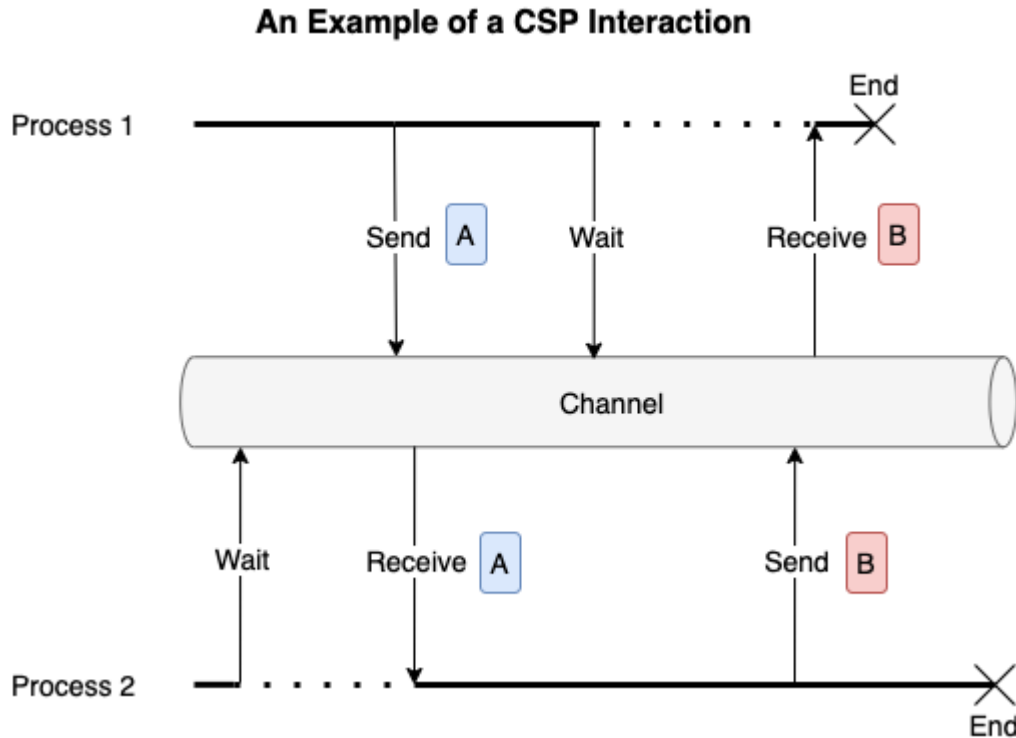 An Example of a CSP Interaction
End
Process 1
Send A Wait Receive B
Channel
Wait Receive A Send B
Process 2
End